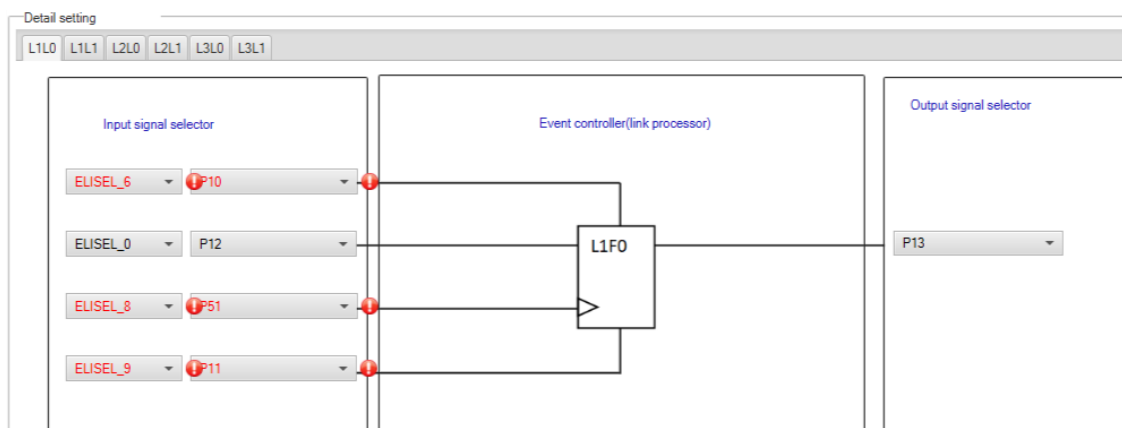 Detail setting
L1L0 L1L1 L2L0 L2L1 L3L0 L3L1
Input signal selector
Event controller(link processor)
Output signal selector
ELISEL_6 P10
ELISEL_0 P12
L1F0
P13
ELISEL_8 P51
ELISEL_9 P11